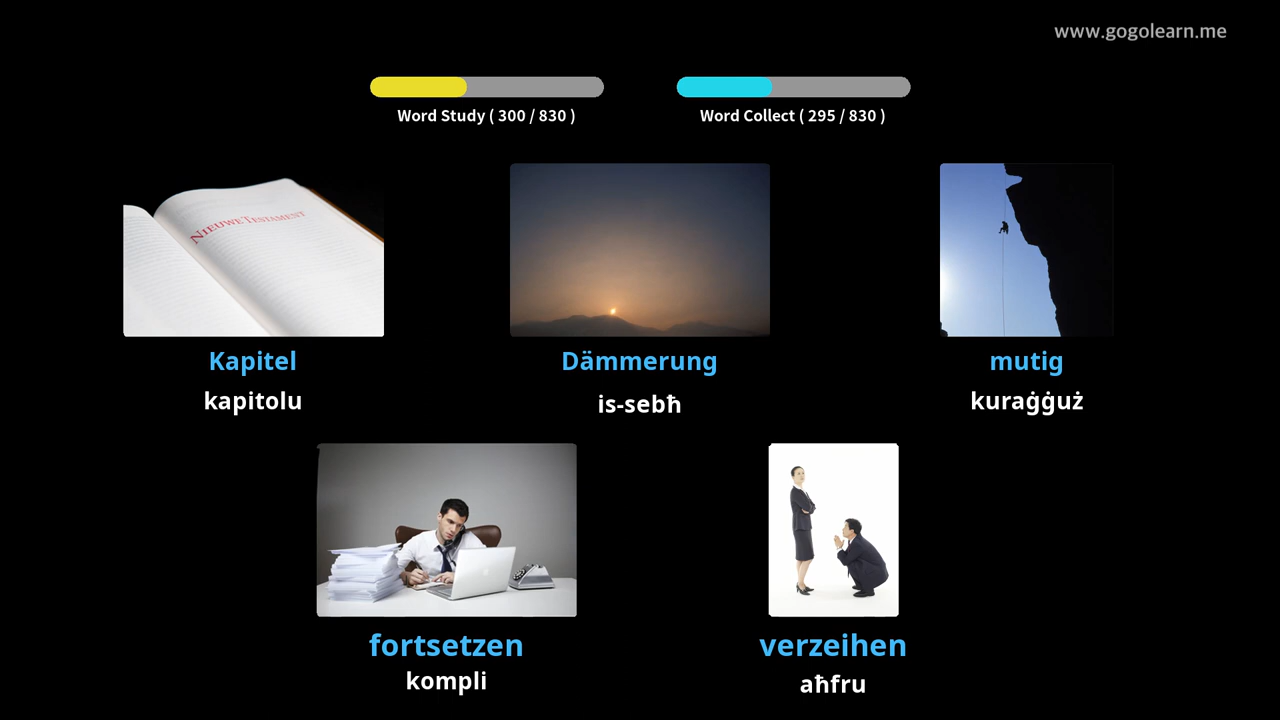 www.gogolearn.me
Word Study ( 300 / 830 )
Word Collect ( 295 / 830 )
NIEUWE TESTAMENT
Kapitel
Dämmerung
mutig
kapitolu
is-sebħ
kuraġġuż
fortsetzen
verzeihen
kompli
aħfru